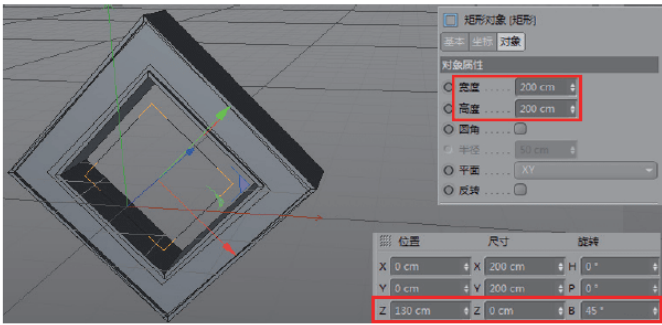 矩形对象 [矩形]
基本 坐标 对象
对象属性
宽度 ..... 200 cm
高度 ..... 200 cm
圆角 .....
半径 ..... 50 cm
平面 ..... XY
反转 .....
位置 尺寸 旋转
X 0 cm X 200 cm H 0°
Y 0 cm Y 200 cm P 0°
Z 130 cm Z 0 cm B 45°